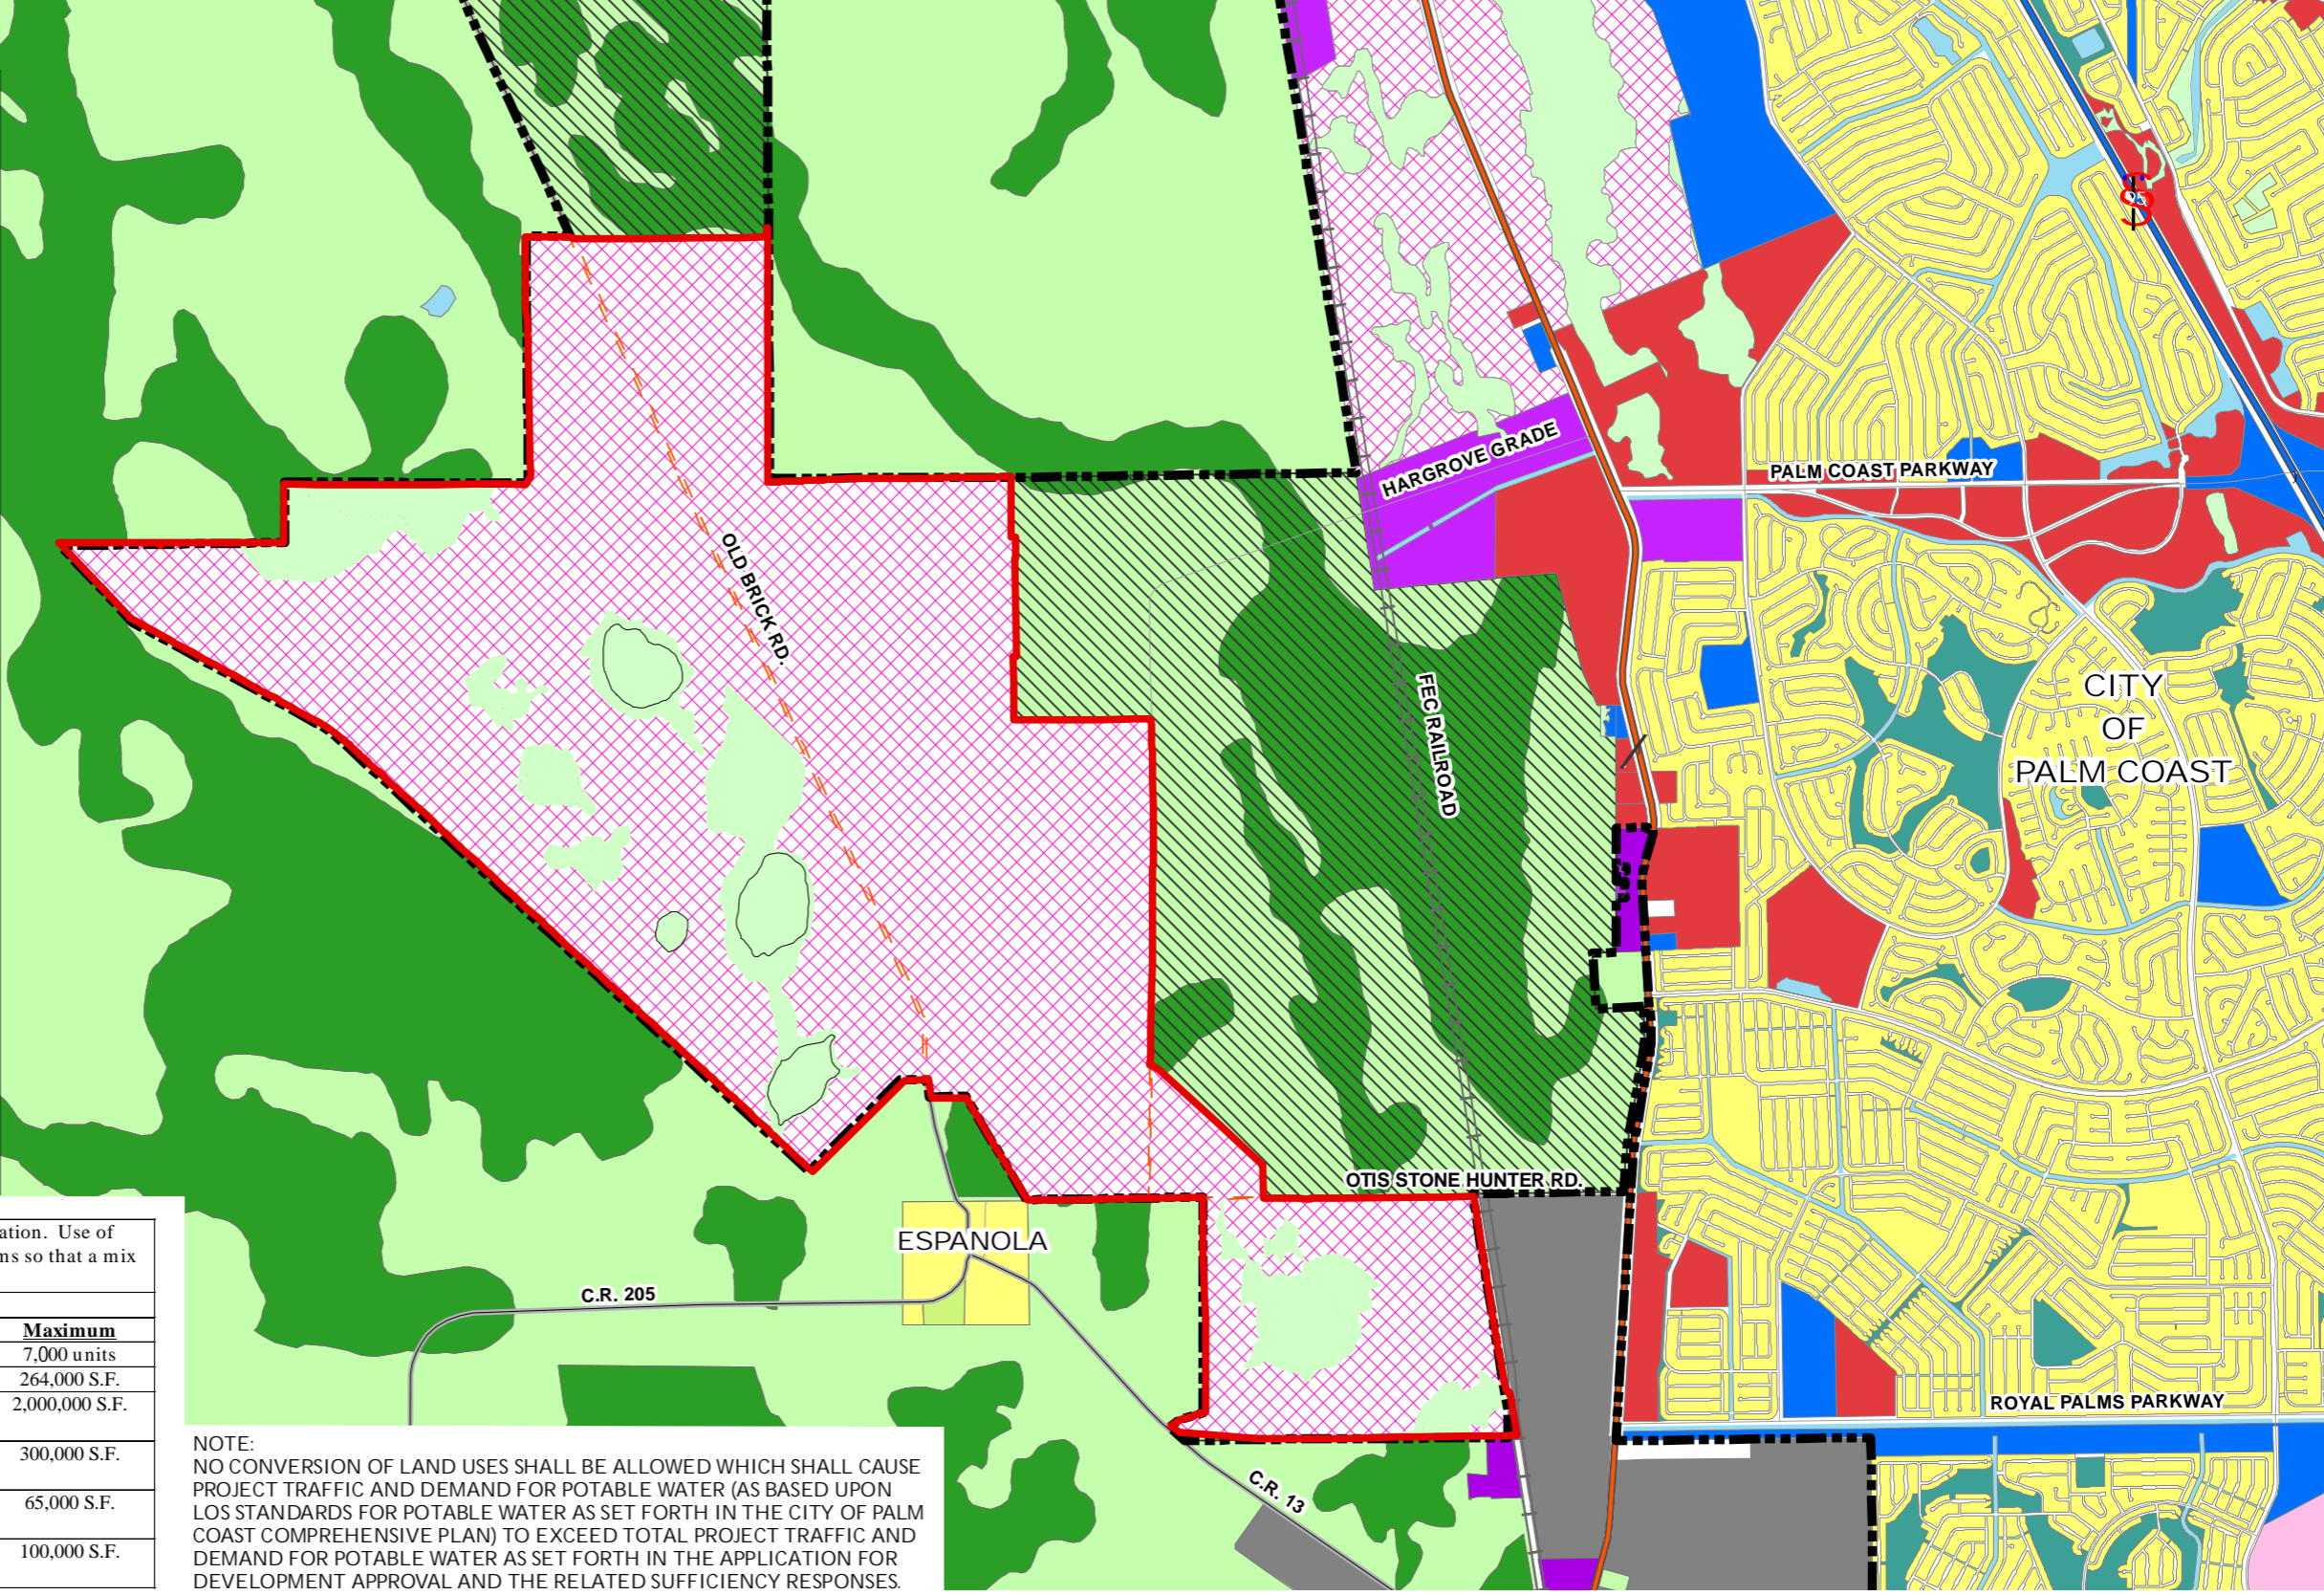 HARGROVE GRADE
PALM COAST PARKWAY
OLD BRICK RD.
FEC RAILROAD
CITY
OF
PALM COAST
OTIS STONE HUNTER RD.
ESPANOLA
C.R. 205
ROYAL PALMS PARKWAY
C.R. 13
ation. Use of
ms so that a mix
Maximum
7,000 units
264,000 S.F.
2,000,000 S.F.
300,000 S.F.
65,000 S.F.
100,000 S.F.
NOTE:
NO CONVERSION OF LAND USES SHALL BE ALLOWED WHICH SHALL CAUSE
PROJECT TRAFFIC AND DEMAND FOR POTABLE WATER (AS BASED UPON
LOS STANDARDS FOR POTABLE WATER AS SET FORTH IN THE CITY OF PALM
COAST COMPREHENSIVE PLAN) TO EXCEED TOTAL PROJECT TRAFFIC AND
DEMAND FOR POTABLE WATER AS SET FORTH IN THE APPLICATION FOR
DEVELOPMENT APPROVAL AND THE RELATED SUFFICIENCY RESPONSES.